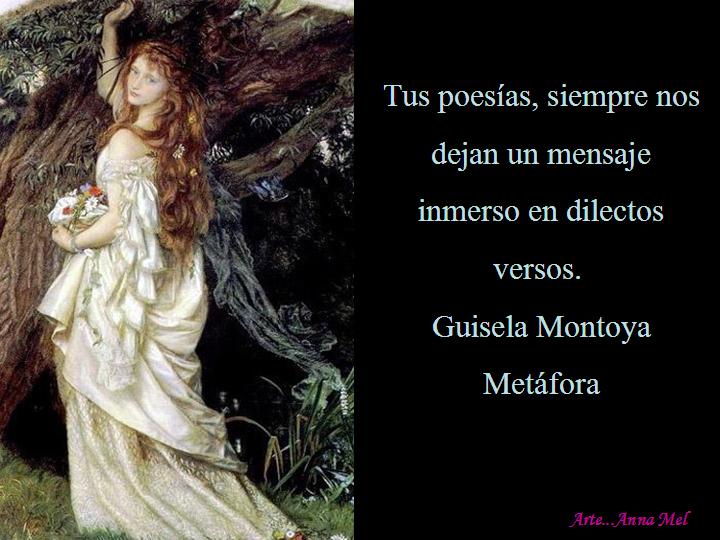 Tus poesías, siempre nos
dejan un mensaje
inmerso en dilectos
versos.
Guisela Montoya
Metáfora
Arte...Anna Mel